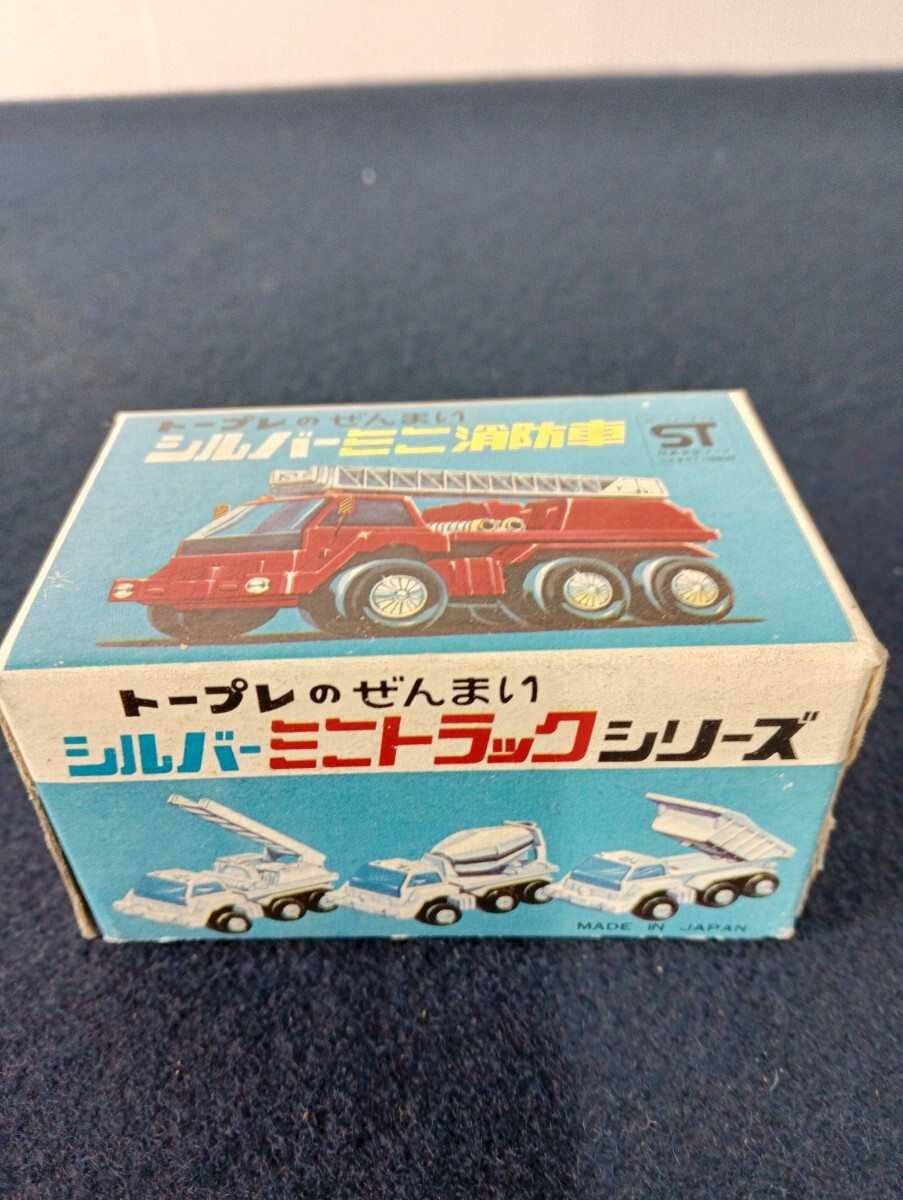 トープレのぜんまい
シルバーミニ消防車
ST
トープレのぜんまい
シルバーミニトラックシリーズ
MADE IN JAPAN